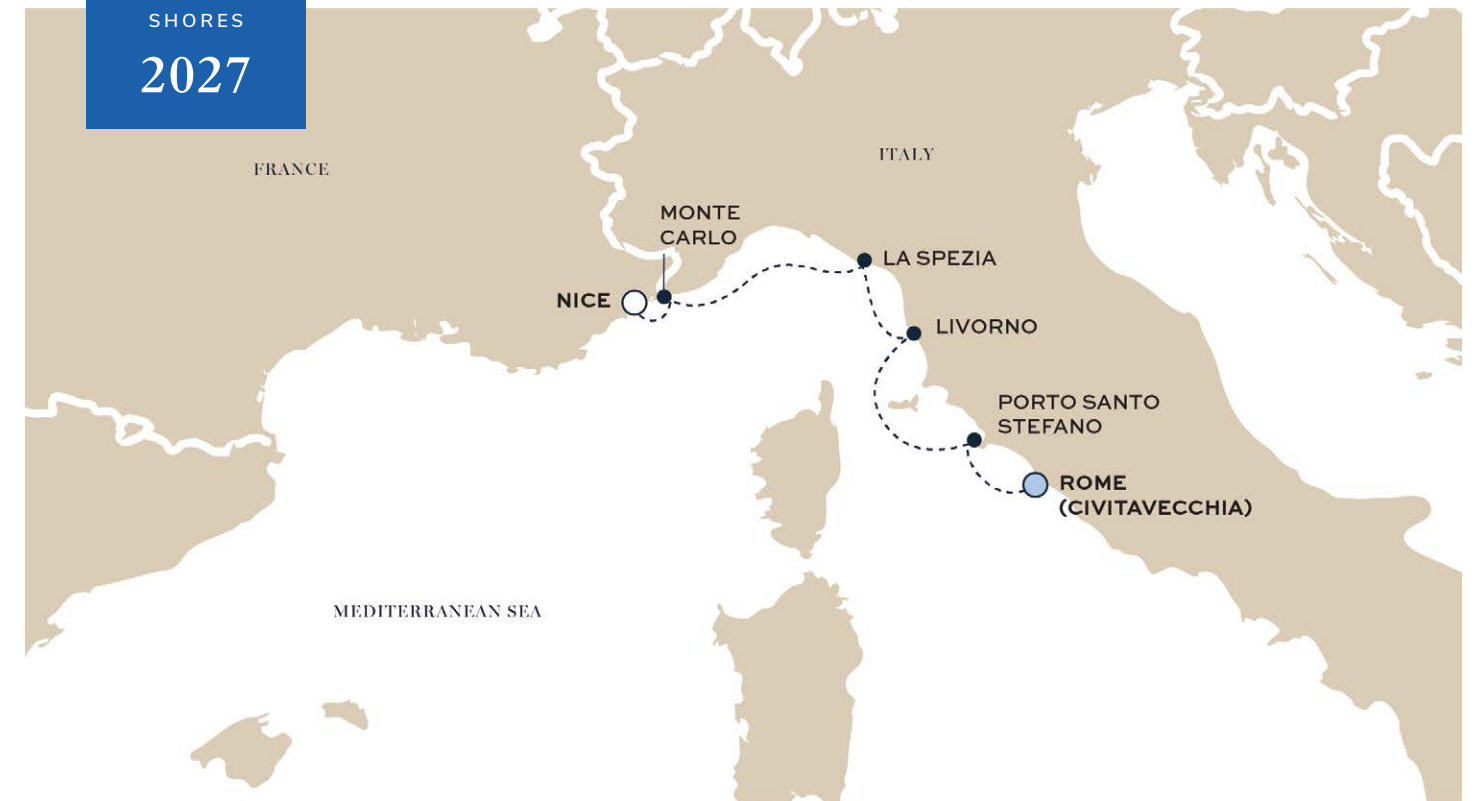 SHORES
2027
FRANCE
ITALY
MONTE
CARLO
LA SPEZIA
NICE
LIVORNO
PORTO SANTO
STEFANO
ROME
(CIVITAVECCHIA)
MEDITERRANEAN SEA